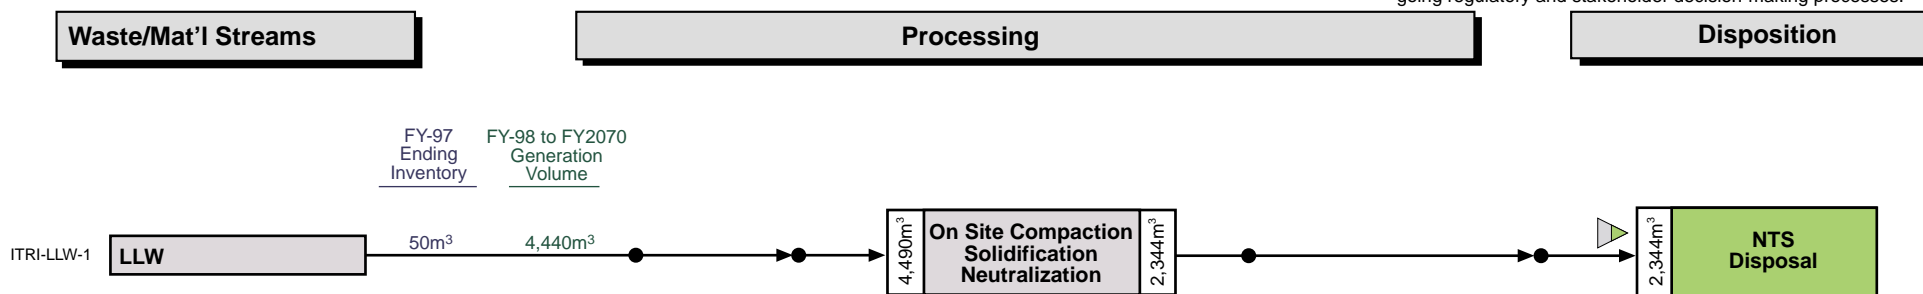 going regulatory and stakeholder decision-making processes.
Waste/Mat'l Streams
Processing
Disposition
FY-97
Ending
Inventory
FY-98 to FY2070
Generation
Volume
ITRI-LLW-1
LLW
50m³
4,440m³
4,490m³
On Site Compaction
Solidification
Neutralization
2,344m³
2,344m³
NTS
Disposal